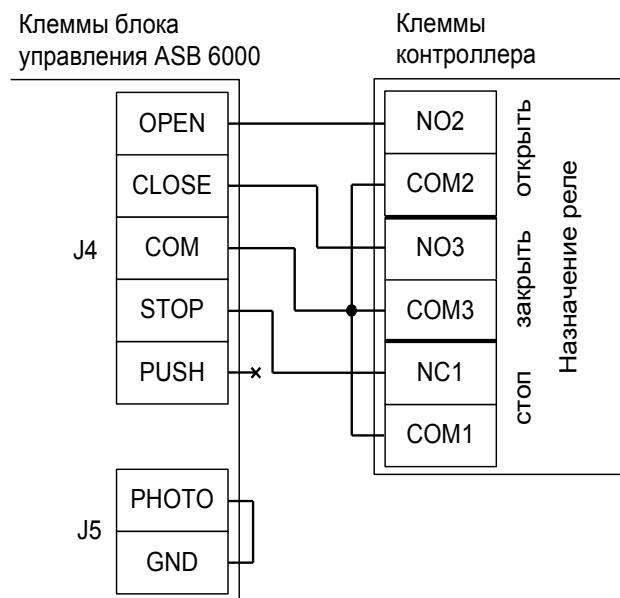 Клеммы блока
управления ASB 6000
Клеммы
контроллера
J4
OPEN
CLOSE
COM
STOP
PUSH
J5
PHOTO
GND
NO2
COM2
NO3
COM3
NC1
COM1
открыть
закрыть
стоп
Назначение реле